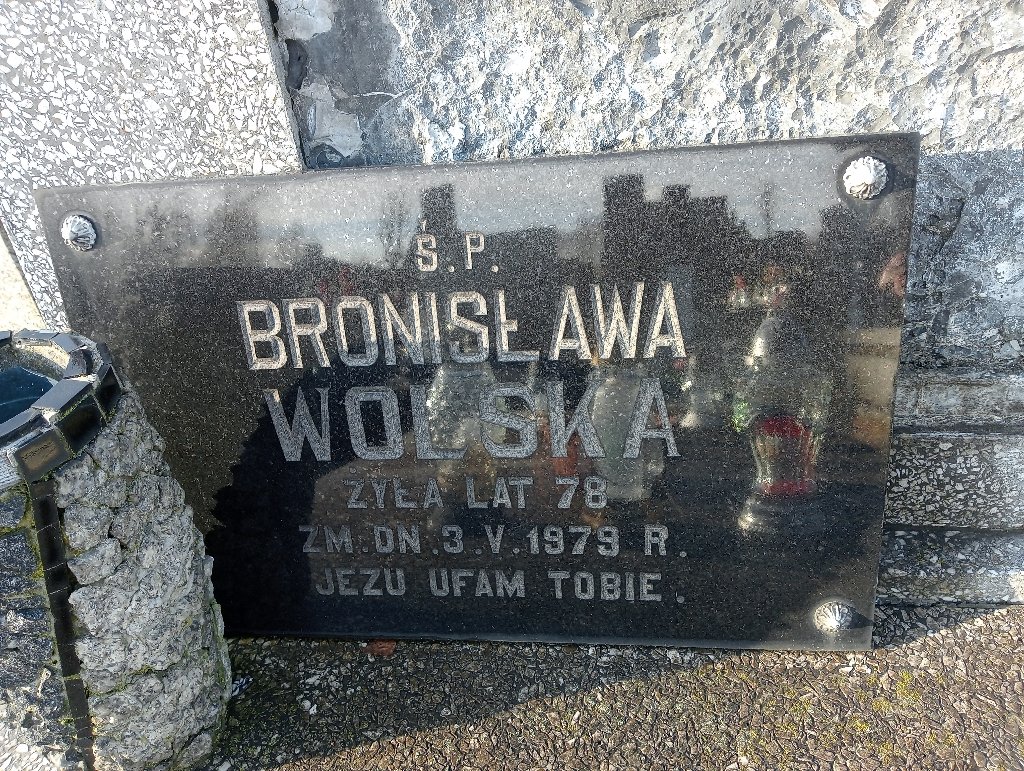 Ś.P.
BRONISŁAWA
WOLSKA
ŻYŁA LAT 78
ZM.DN.3.V.1979 R.
JEZU UFAM TOBIE.